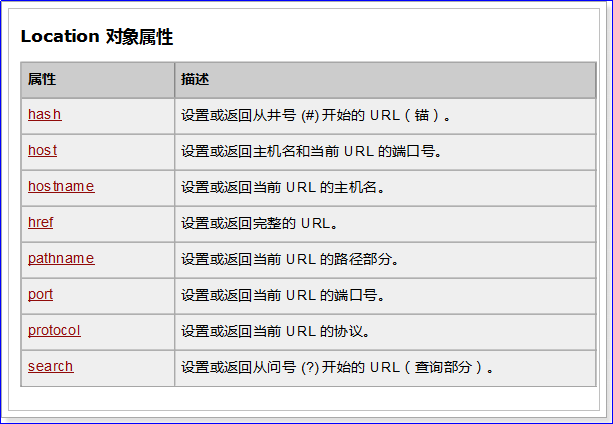 Location 对象属性
属性 描述
hash 设置或返回从井号 (#) 开始的 URL（锚）。
host 设置或返回主机名和当前 URL 的端口号。
hostname 设置或返回当前 URL 的主机名。
href 设置或返回完整的 URL。
pathname 设置或返回当前 URL 的路径部分。
port 设置或返回当前 URL 的端口号。
protocol 设置或返回当前 URL 的协议。
search 设置或返回从问号 (?) 开始的 URL（查询部分）。